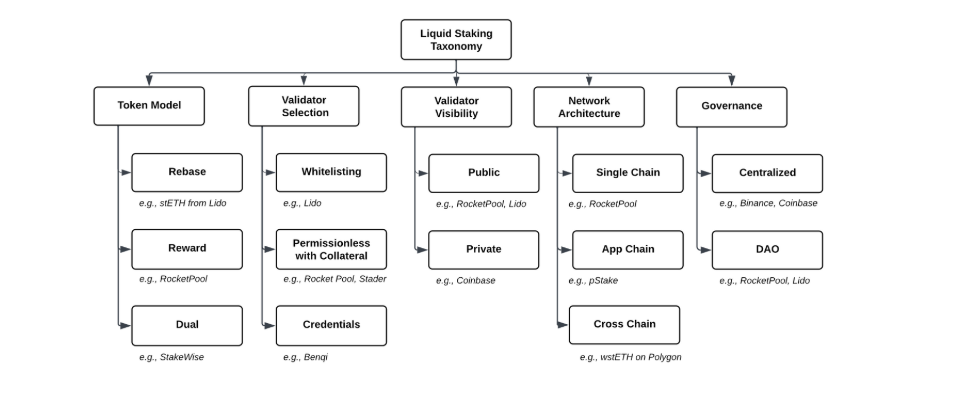 Liquid Staking
Taxonomy
Token Model
Validator
Selection
Validator
Visibility
Network
Architecture
Governance
Rebase
e.g., stETH from Lido
Reward
e.g., RocketPool
Dual
e.g., StakeWise
Whitelisting
e.g., Lido
Permissionless
with Collateral
e.g., Rocket Pool, Stader
Credentials
e.g., Benqi
Public
e.g., RocketPool, Lido
Private
e.g., Coinbase
Single Chain
e.g., RocketPool
App Chain
e.g., pStake
Cross Chain
e.g., wstETH on Polygon
Centralized
e.g., Binance, Coinbase
DAO
e.g., RocketPool, Lido